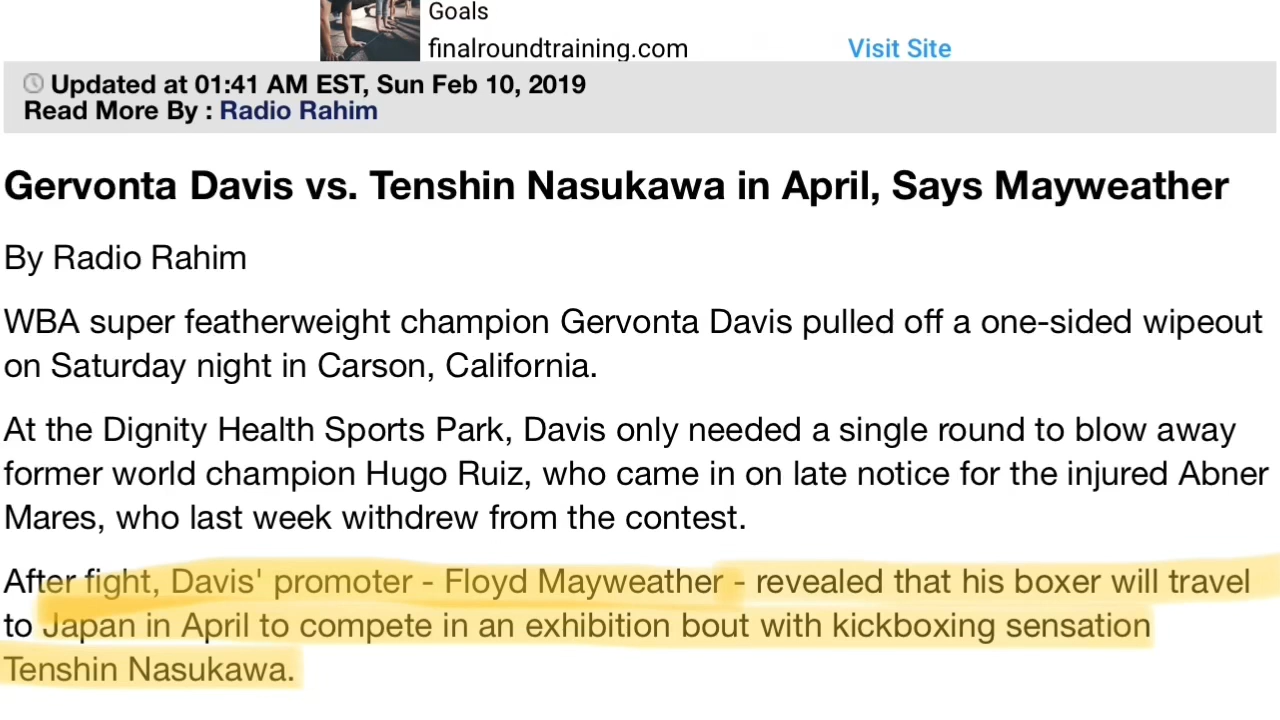 Goals
finalroundtraining.com
Visit Site
Updated at 01:41 AM EST, Sun Feb 10, 2019
Read More By : Radio Rahim
Gervonta Davis vs. Tenshin Nasukawa in April, Says Mayweather
By Radio Rahim
WBA super featherweight champion Gervonta Davis pulled off a one-sided wipeout
on Saturday night in Carson, California.
At the Dignity Health Sports Park, Davis only needed a single round to blow away
former world champion Hugo Ruiz, who came in on late notice for the injured Abner
Mares, who last week withdrew from the contest.
After fight, Davis' promoter - Floyd Mayweather - revealed that his boxer will travel
to Japan in April to compete in an exhibition bout with kickboxing sensation
Tenshin Nasukawa.